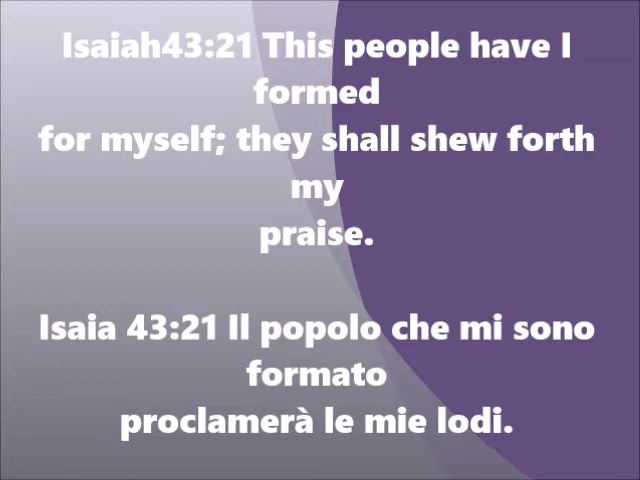 Isaiah43:21 This people have I
formed
for myself; they shall shew forth
my
praise.
Isaia 43:21 Il popolo che mi sono
formato
proclamerà le mie lodi.